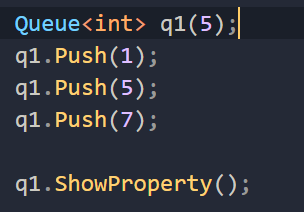 Queue<int> q1(5);
q1.Push(1);
q1.Push(5);
q1.Push(7);
q1.ShowProperty();